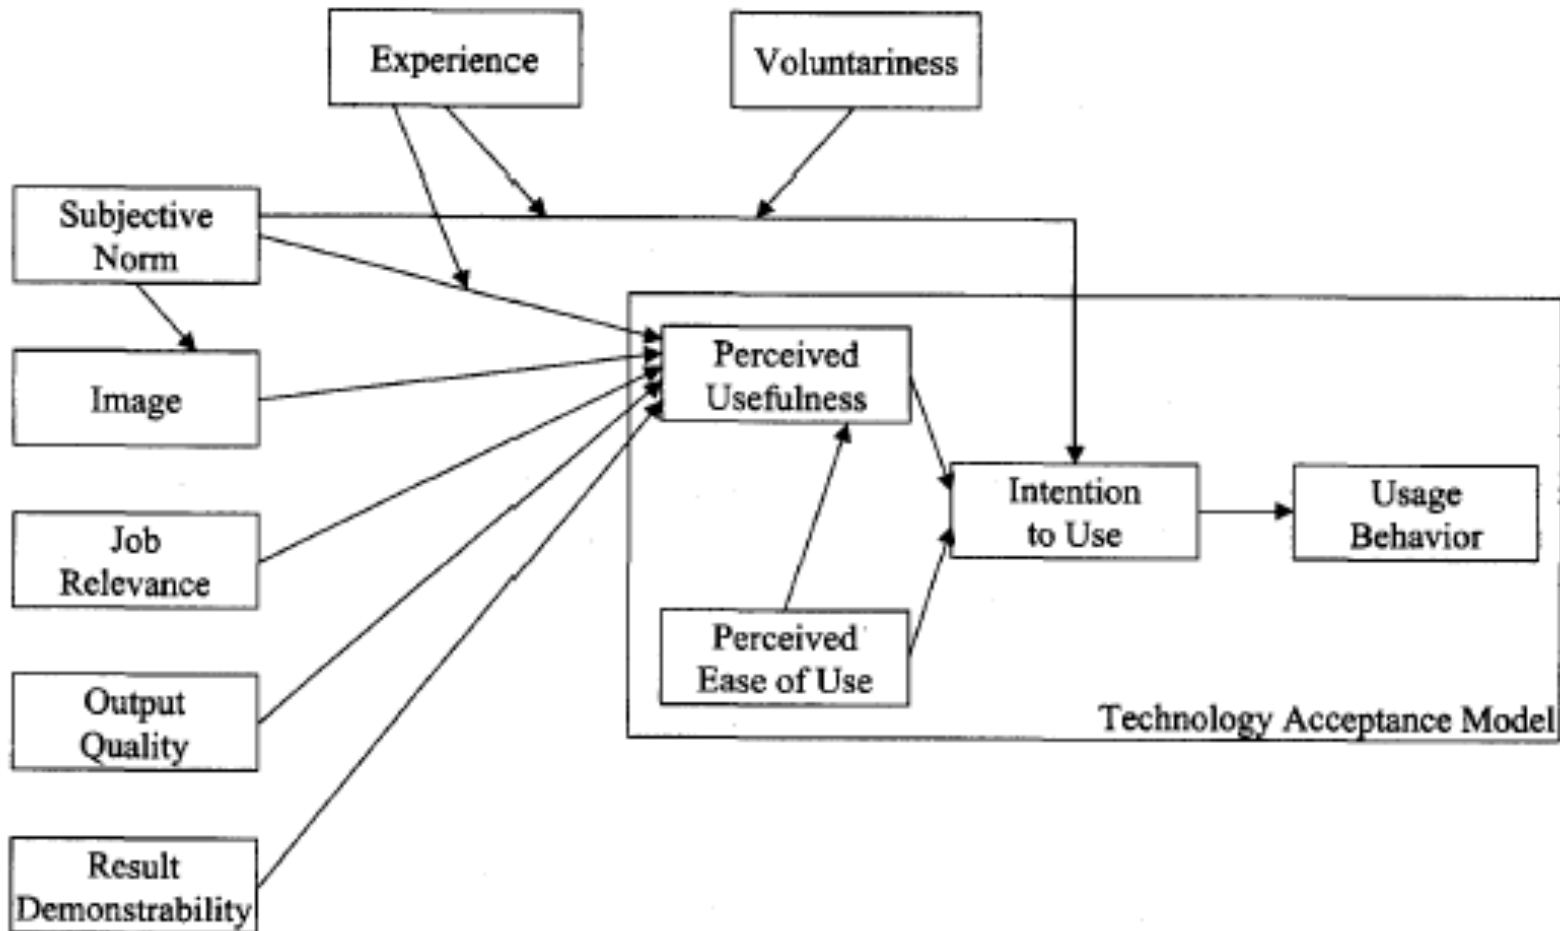 Experience
Voluntariness
Subjective
Norm
Image
Job
Relevance
Output
Quality
Result
Demonstrability
Perceived
Usefulness
Perceived
Ease of Use
Intention
to Use
Usage
Behavior
Technology Acceptance Model